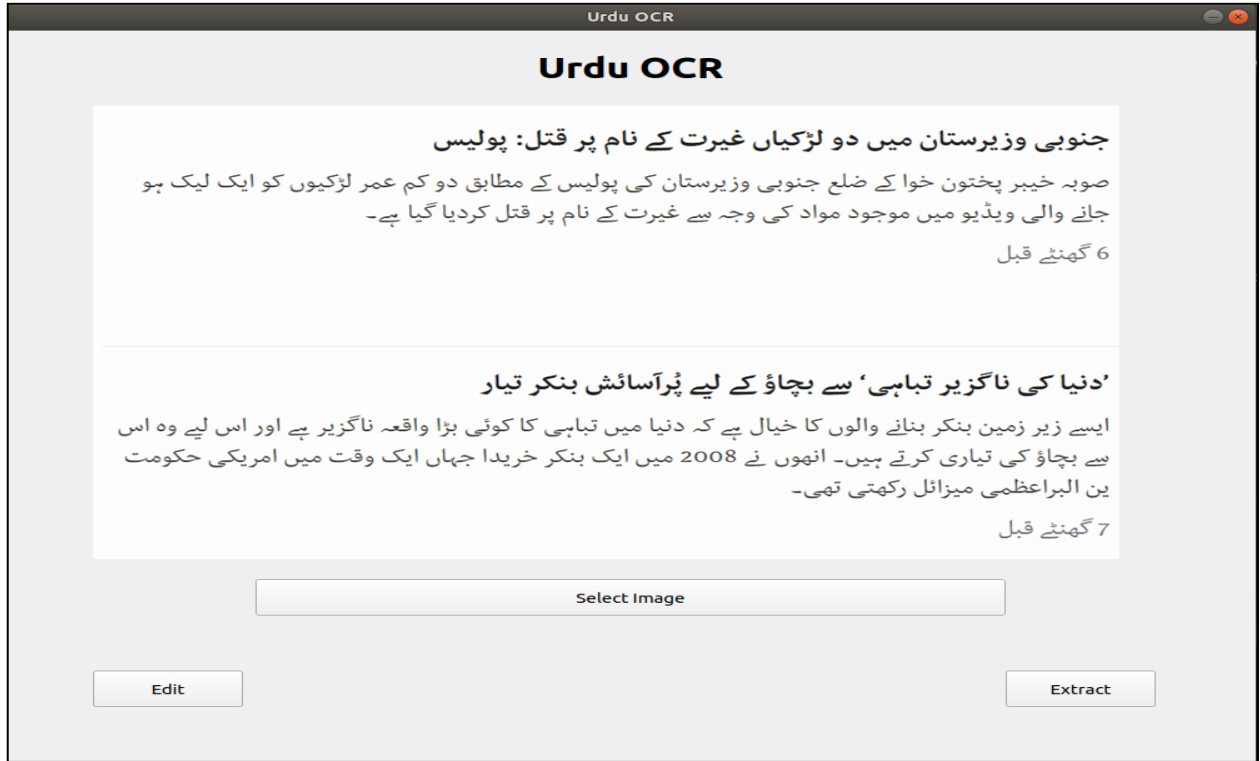 Urdu OCR
Urdu OCR
جنوبی وزیرستان میں دو لڑکیاں غیرت کے نام پر قتل: پولیس
صوبہ خیبر پختون خوا کے ضلع جنوبی وزیرستان کی پولیس کے مطابق دو کم عمر لڑکیوں کو ایک لیک ہو
جانے والی ویڈیو میں موجود مواد کی وجہ سے غیرت کے نام پر قتل کردیا گیا ہے۔
6 گھنٹے قبل
’دنیا کی ناگزیر تباہی‘ سے بچاؤ کے لیے پُرآسائش بنکر تیار
ایسے زیر زمین بنکر بنانے والوں کا خیال ہے کہ دنیا میں تباہی کا کوئی بڑا واقعہ ناگزیر ہے اور اس لیے وہ اس
سے بچاؤ کی تیاری کرتے ہیں۔ انھوں نے 2008 میں ایک بنکر خریدا جہاں ایک وقت میں امریکی حکومت
ین البراعظمی میزائل رکھتی تھی۔
7 گھنٹے قبل
Select Image
Edit
Extract